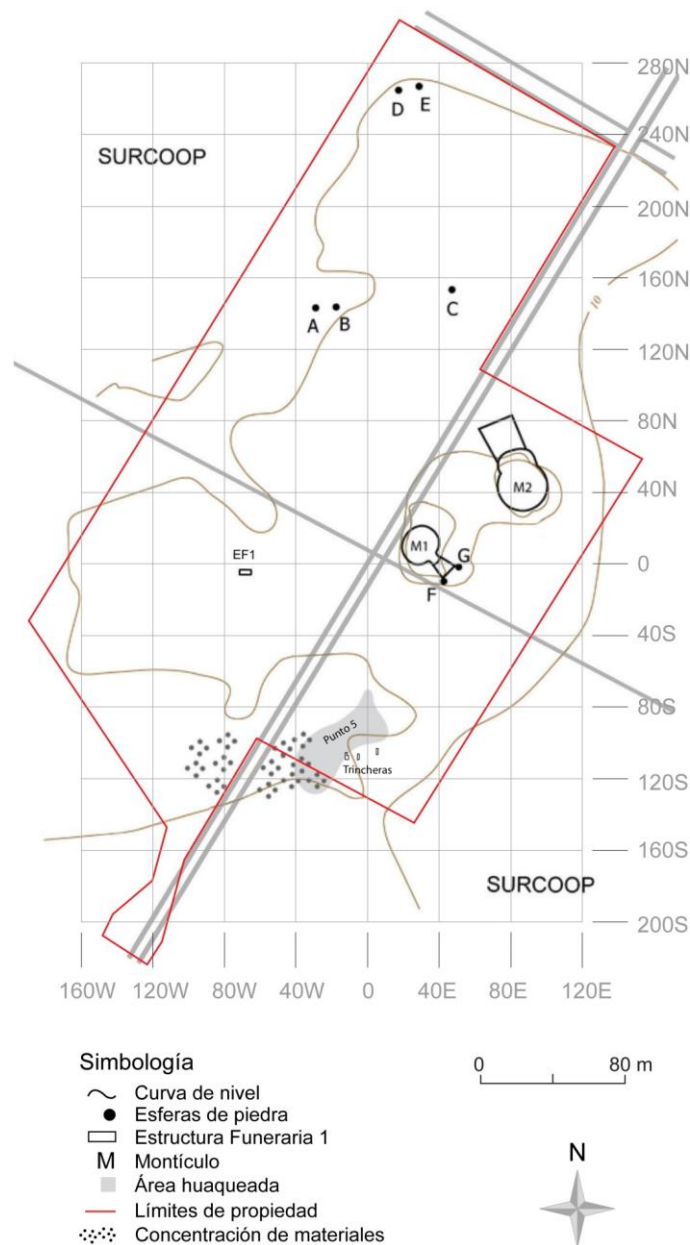 280N
D E
240N
SURCOOP
200N
160N
C
A B
10
120N
80N
M2
40N
M1
EF1
G
0
F
40S
80S
Punto 5
Trincheras
120S
160S
SURCOOP
200S
160W 120W 80W 40W 0 40E 80E 120E
Simbología
0 80 m
Curva de nivel
Esferas de piedra
Estructura Funeraria 1
M Montículo
N
Área huaqueada
Límites de propiedad
Concentración de materiales